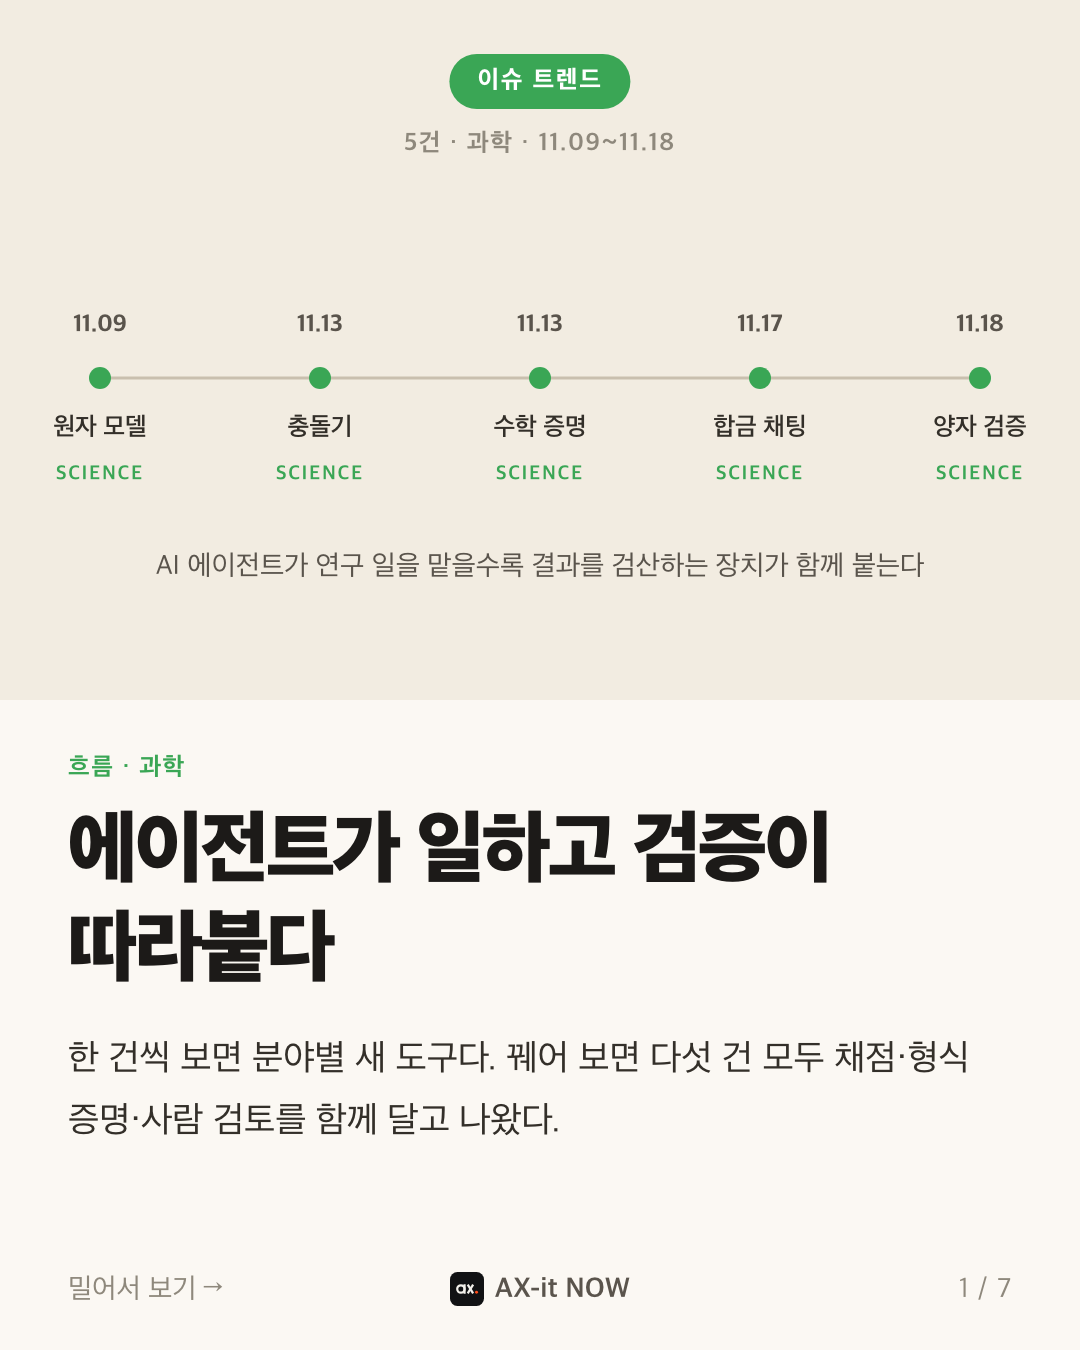 이슈 트렌드
5건 · 과학 · 11.09~11.18
11.09 11.13 11.13 11.17 11.18
원자 모델 충돌기 수학 증명 합금 채팅 양자 검증
SCIENCE SCIENCE SCIENCE SCIENCE SCIENCE
AI 에이전트가 연구 일을 맡을수록 결과를 검산하는 장치가 함께 붙는다
흐름 · 과학
에이전트가 일하고 검증이
따라붙다
한 건씩 보면 분야별 새 도구다. 꿰어 보면 다섯 건 모두 채점·형식
증명·사람 검토를 함께 달고 나왔다.
밀어서 보기 → ax. AX-it NOW 1 / 7